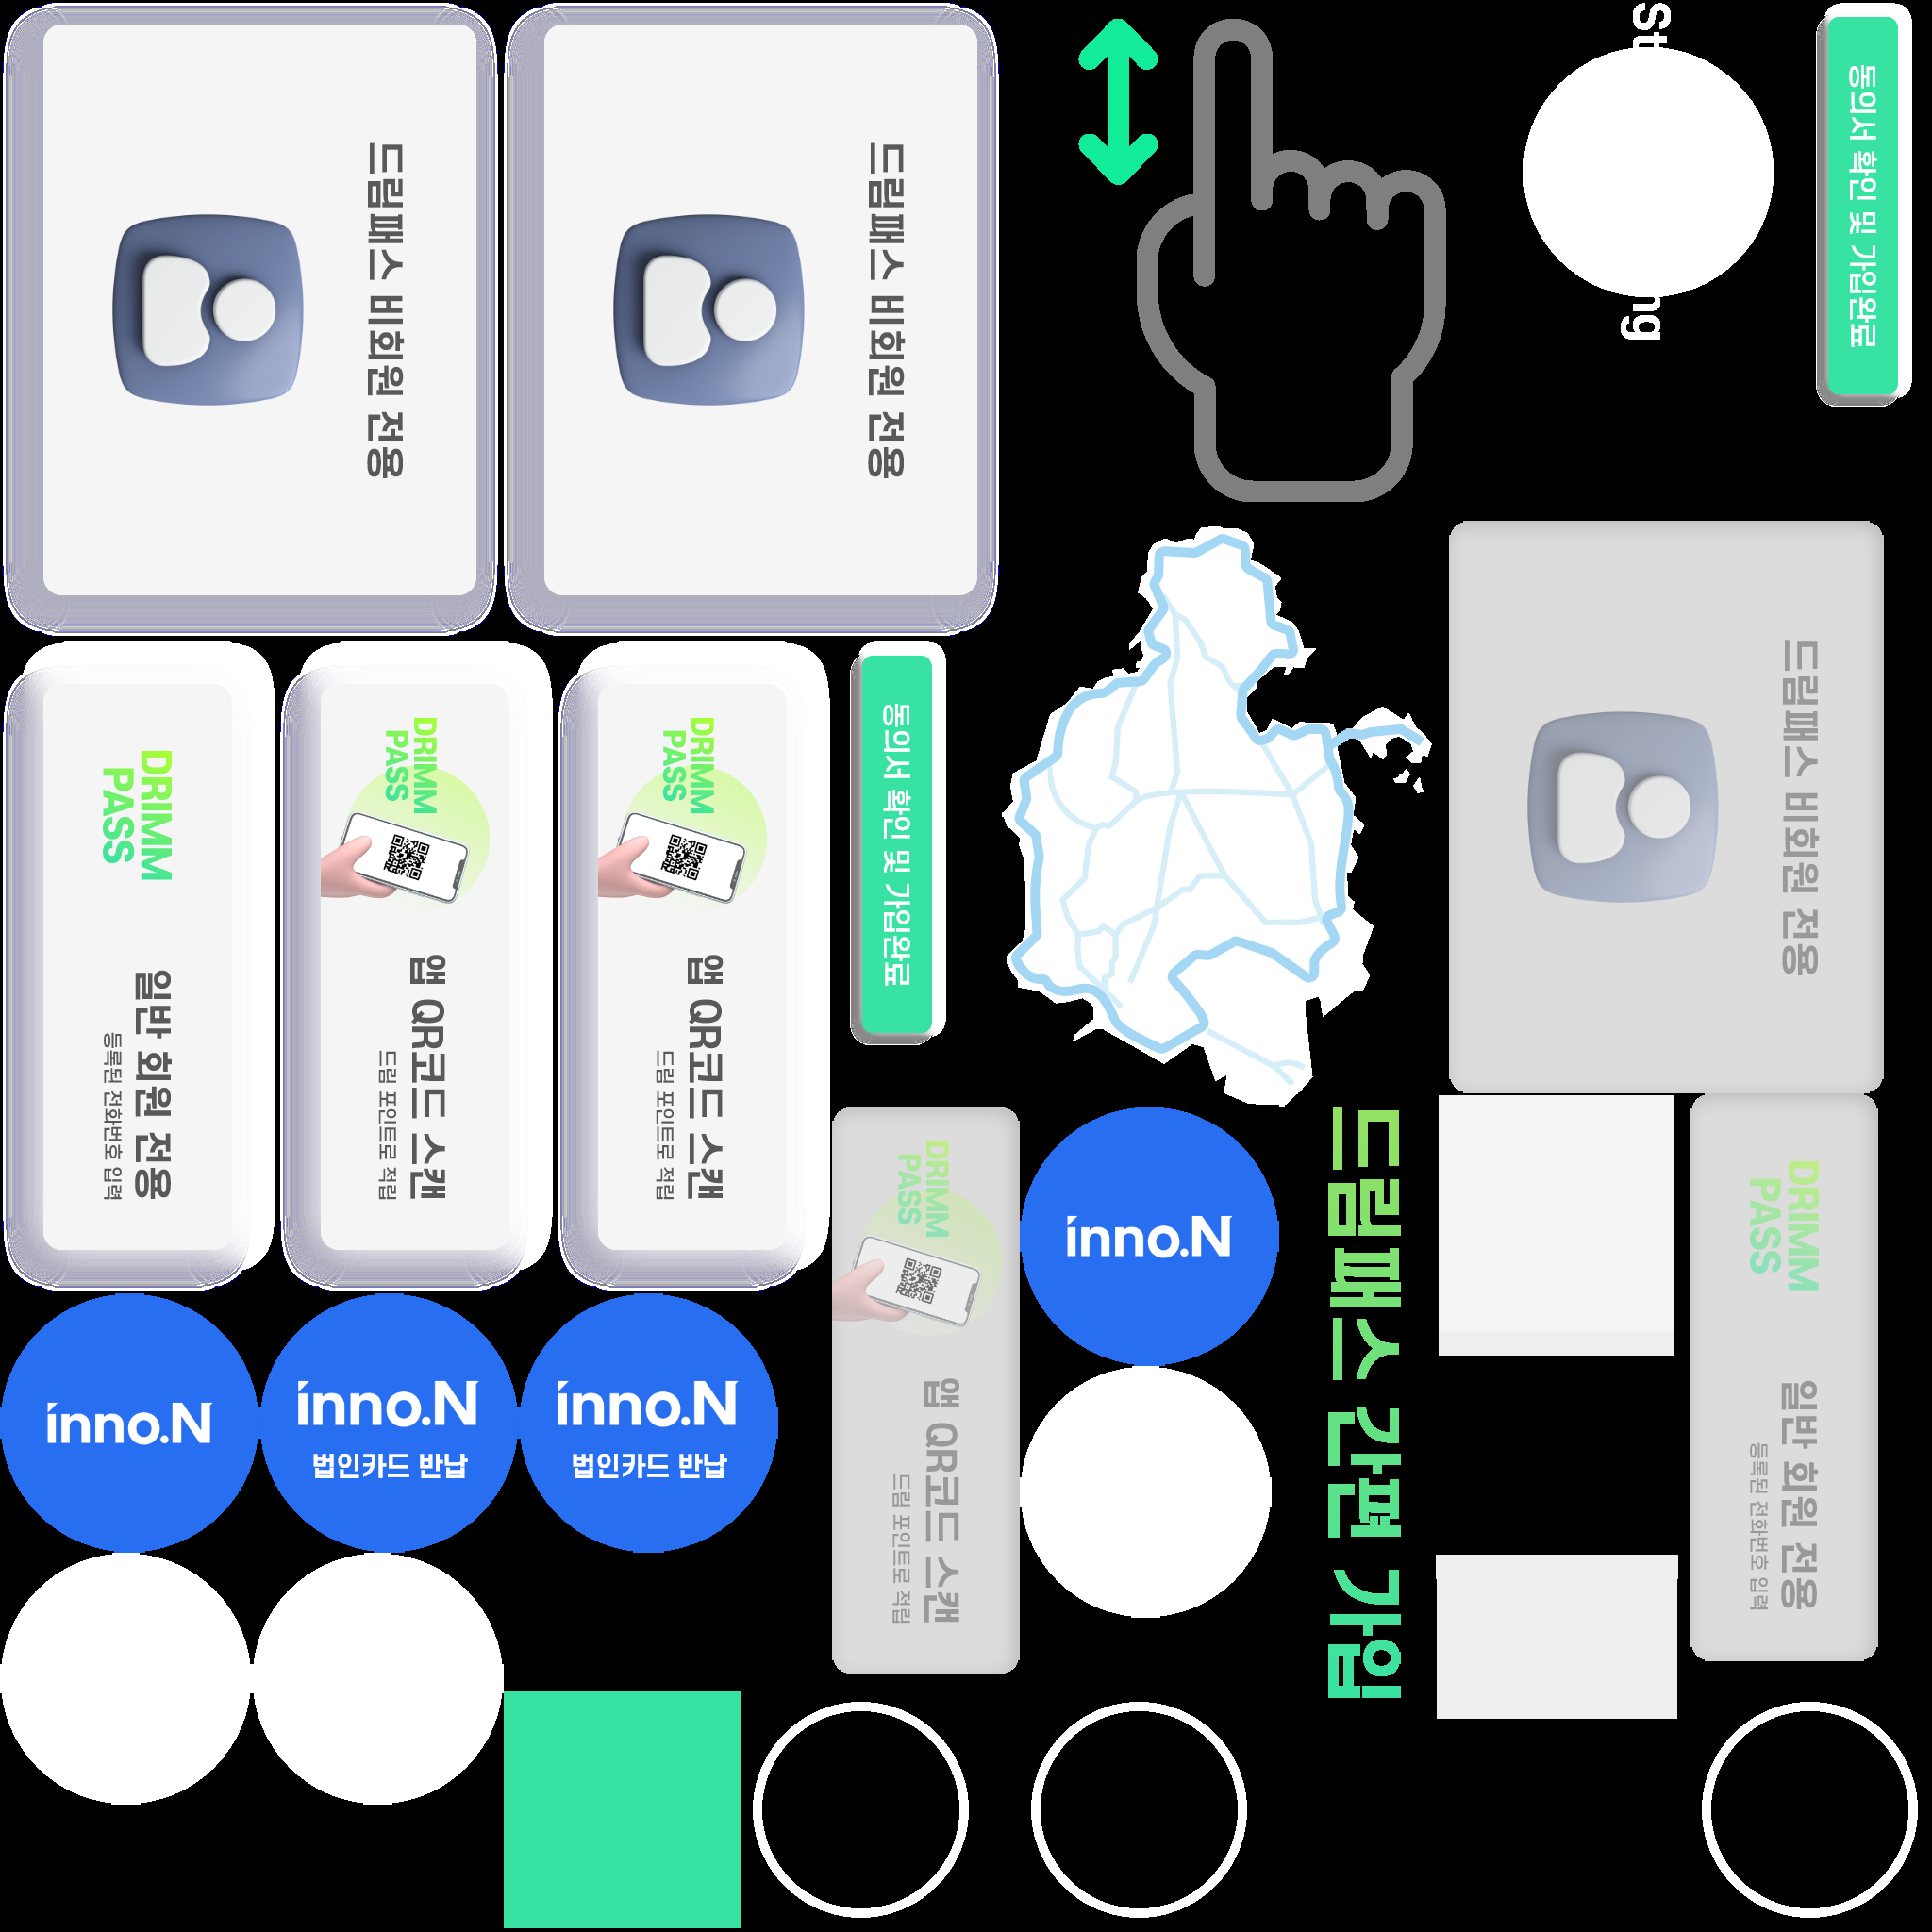 드림패스 비회원 전용
드림패스 비회원 전용
St
ng
동의서 확인 및 가입완료
드림패스 비회원 전용
DRIMM
PASS
일반 회원 전용
등록된 전화번호 입력
DRIMM
PASS
앱 QR코드 스캔
드림 포인트로 적립
DRIMM
PASS
앱 QR코드 스캔
드림 포인트로 적립
동의서 확인 및 가입완료
DRIMM
PASS
앱 QR코드 스캔
드림 포인트로 적립
inno.N
드림패스 간편 가입
DRIMM
PASS
일반 회원 전용
등록된 전화번호 입력
inno.N
inno.N
법인카드 반납
inno.N
법인카드 반납